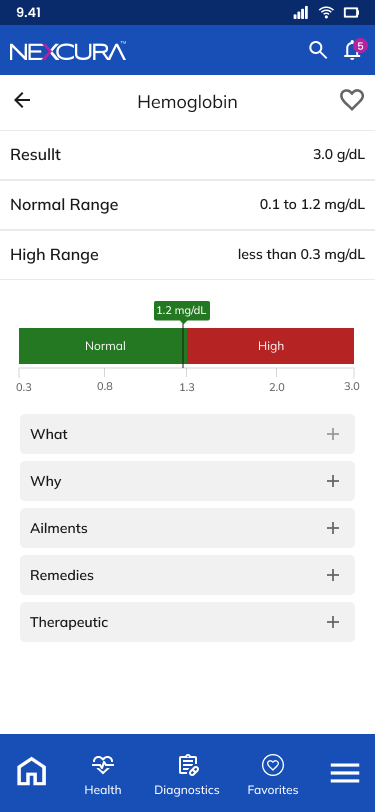 9.41
NEXCURA™
5
Hemoglobin
Resullt 3.0 g/dL
Normal Range 0.1 to 1.2 mg/dL
High Range less than 0.3 mg/dL
1.2 mg/dL
Normal High
0.3 0.8 1.3 2.0 3.0
What
Why
Ailments
Remedies
Therapeutic
Health Diagnostics Favorites